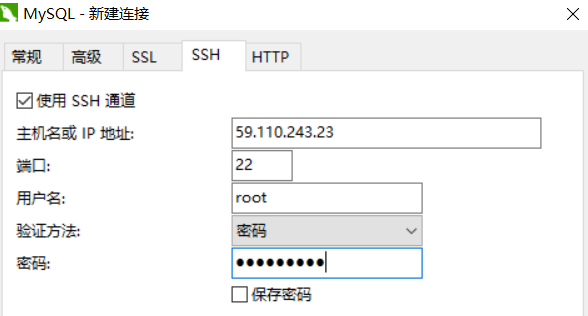 MySQL - 新建连接
常规 高级 SSL SSH HTTP
使用 SSH 通道
主机名或 IP 地址: 59.110.243.23
端口: 22
用户名: root
验证方法: 密码
密码: ●●●●●●●●●
保存密码